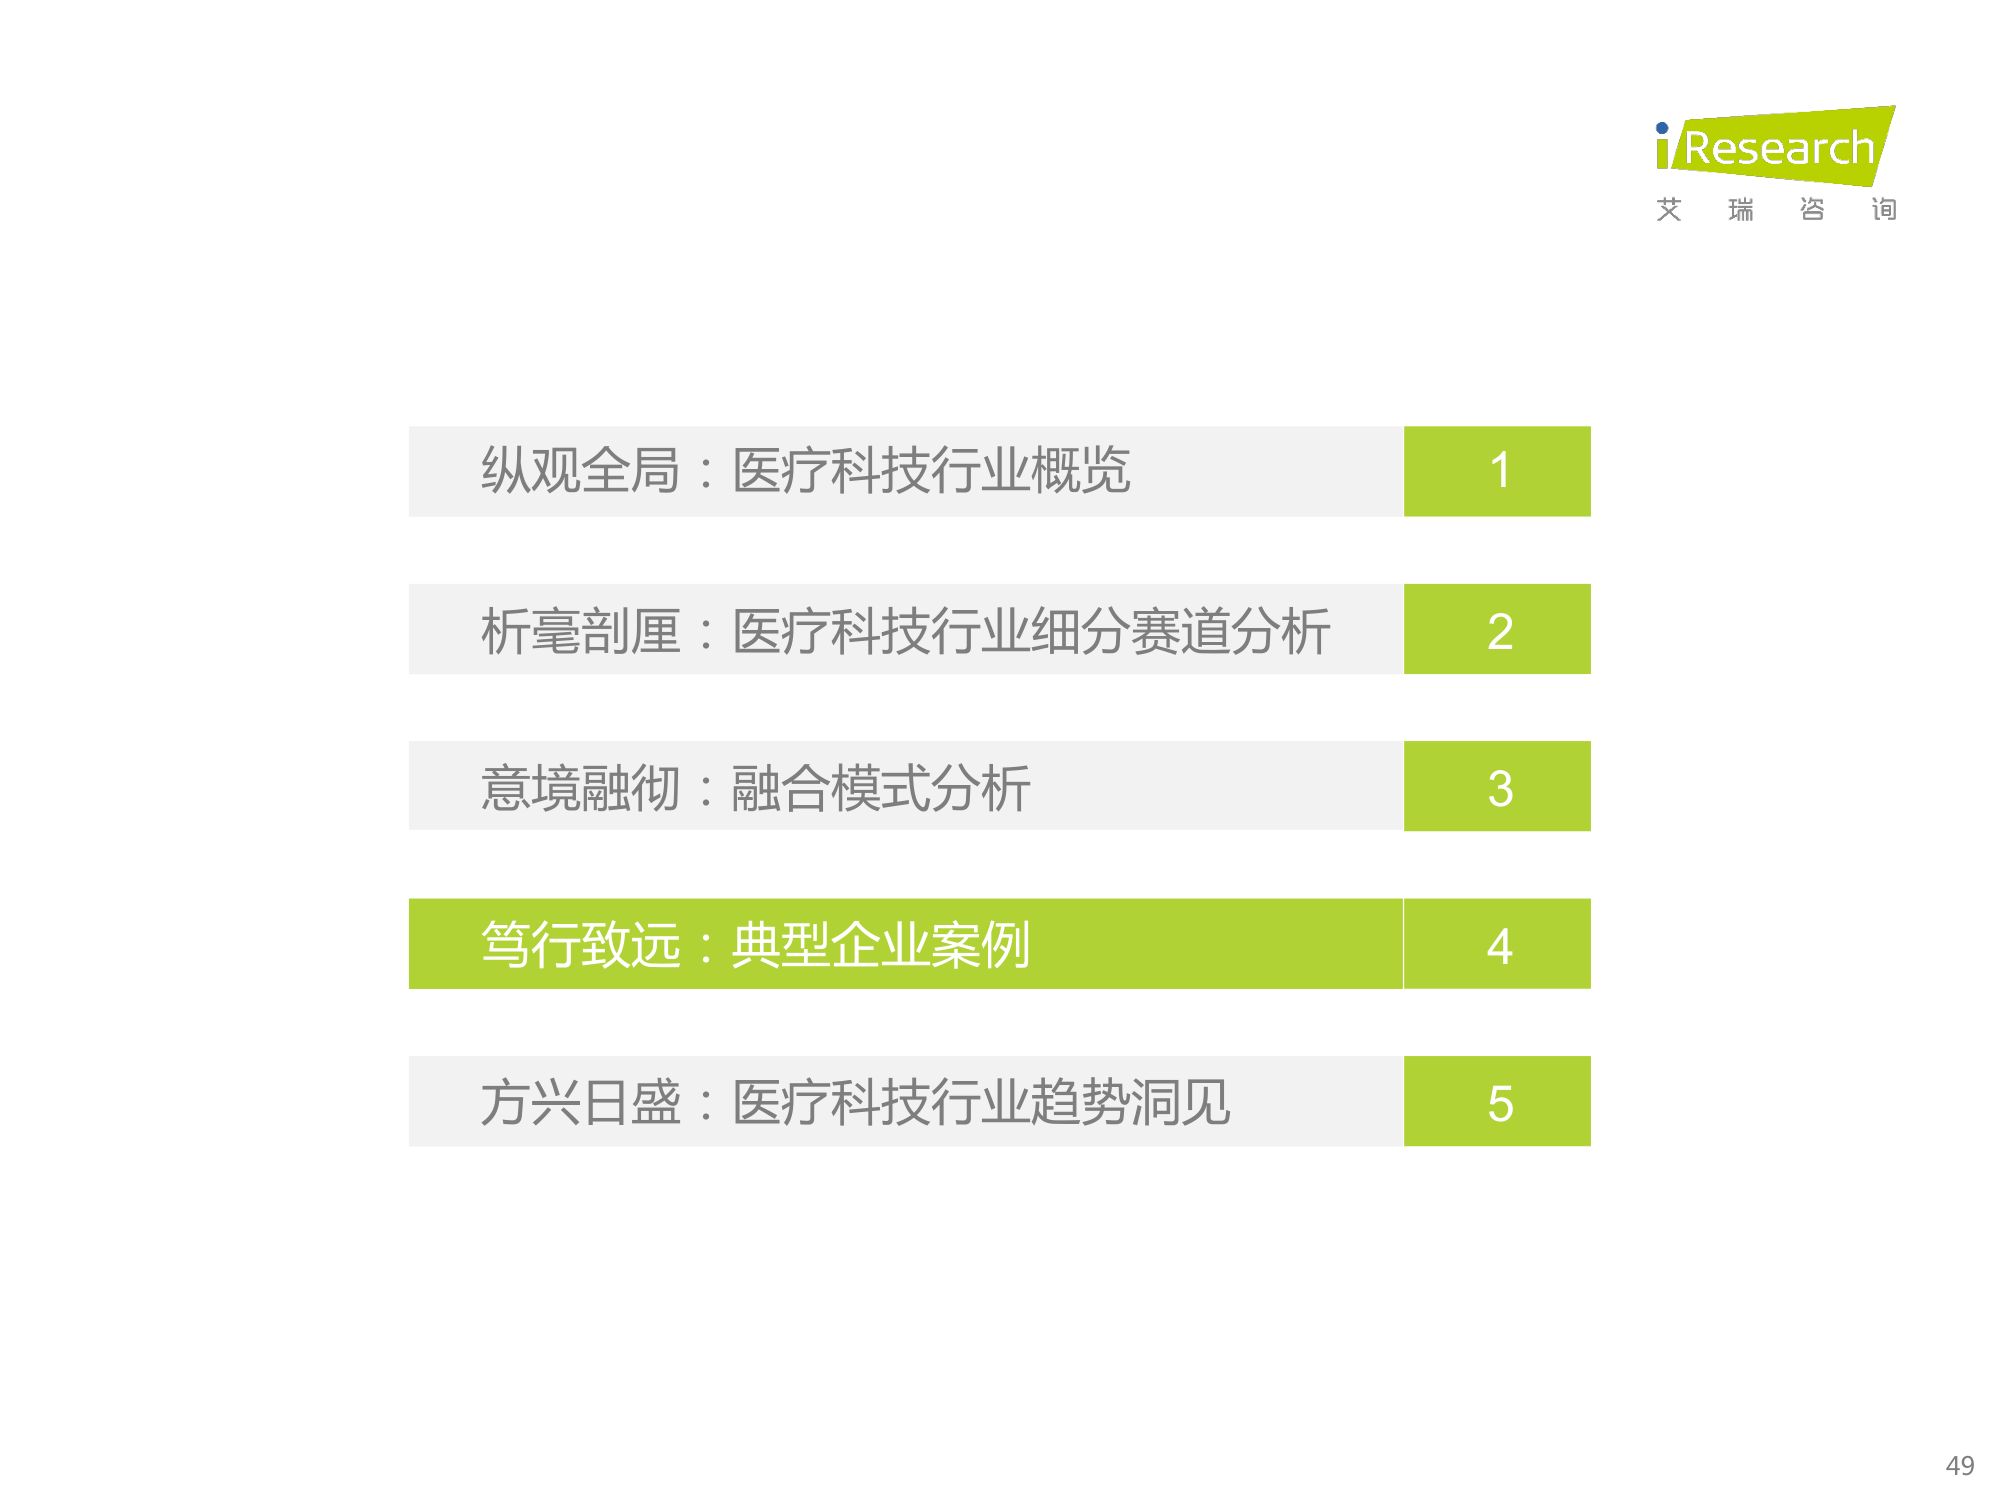 iResearch
艾瑞咨询
纵观全局：医疗科技行业概览 1
析毫剖厘：医疗科技行业细分赛道分析 2
意境融彻：融合模式分析 3
笃行致远：典型企业案例 4
方兴日盛：医疗科技行业趋势洞见 5
49